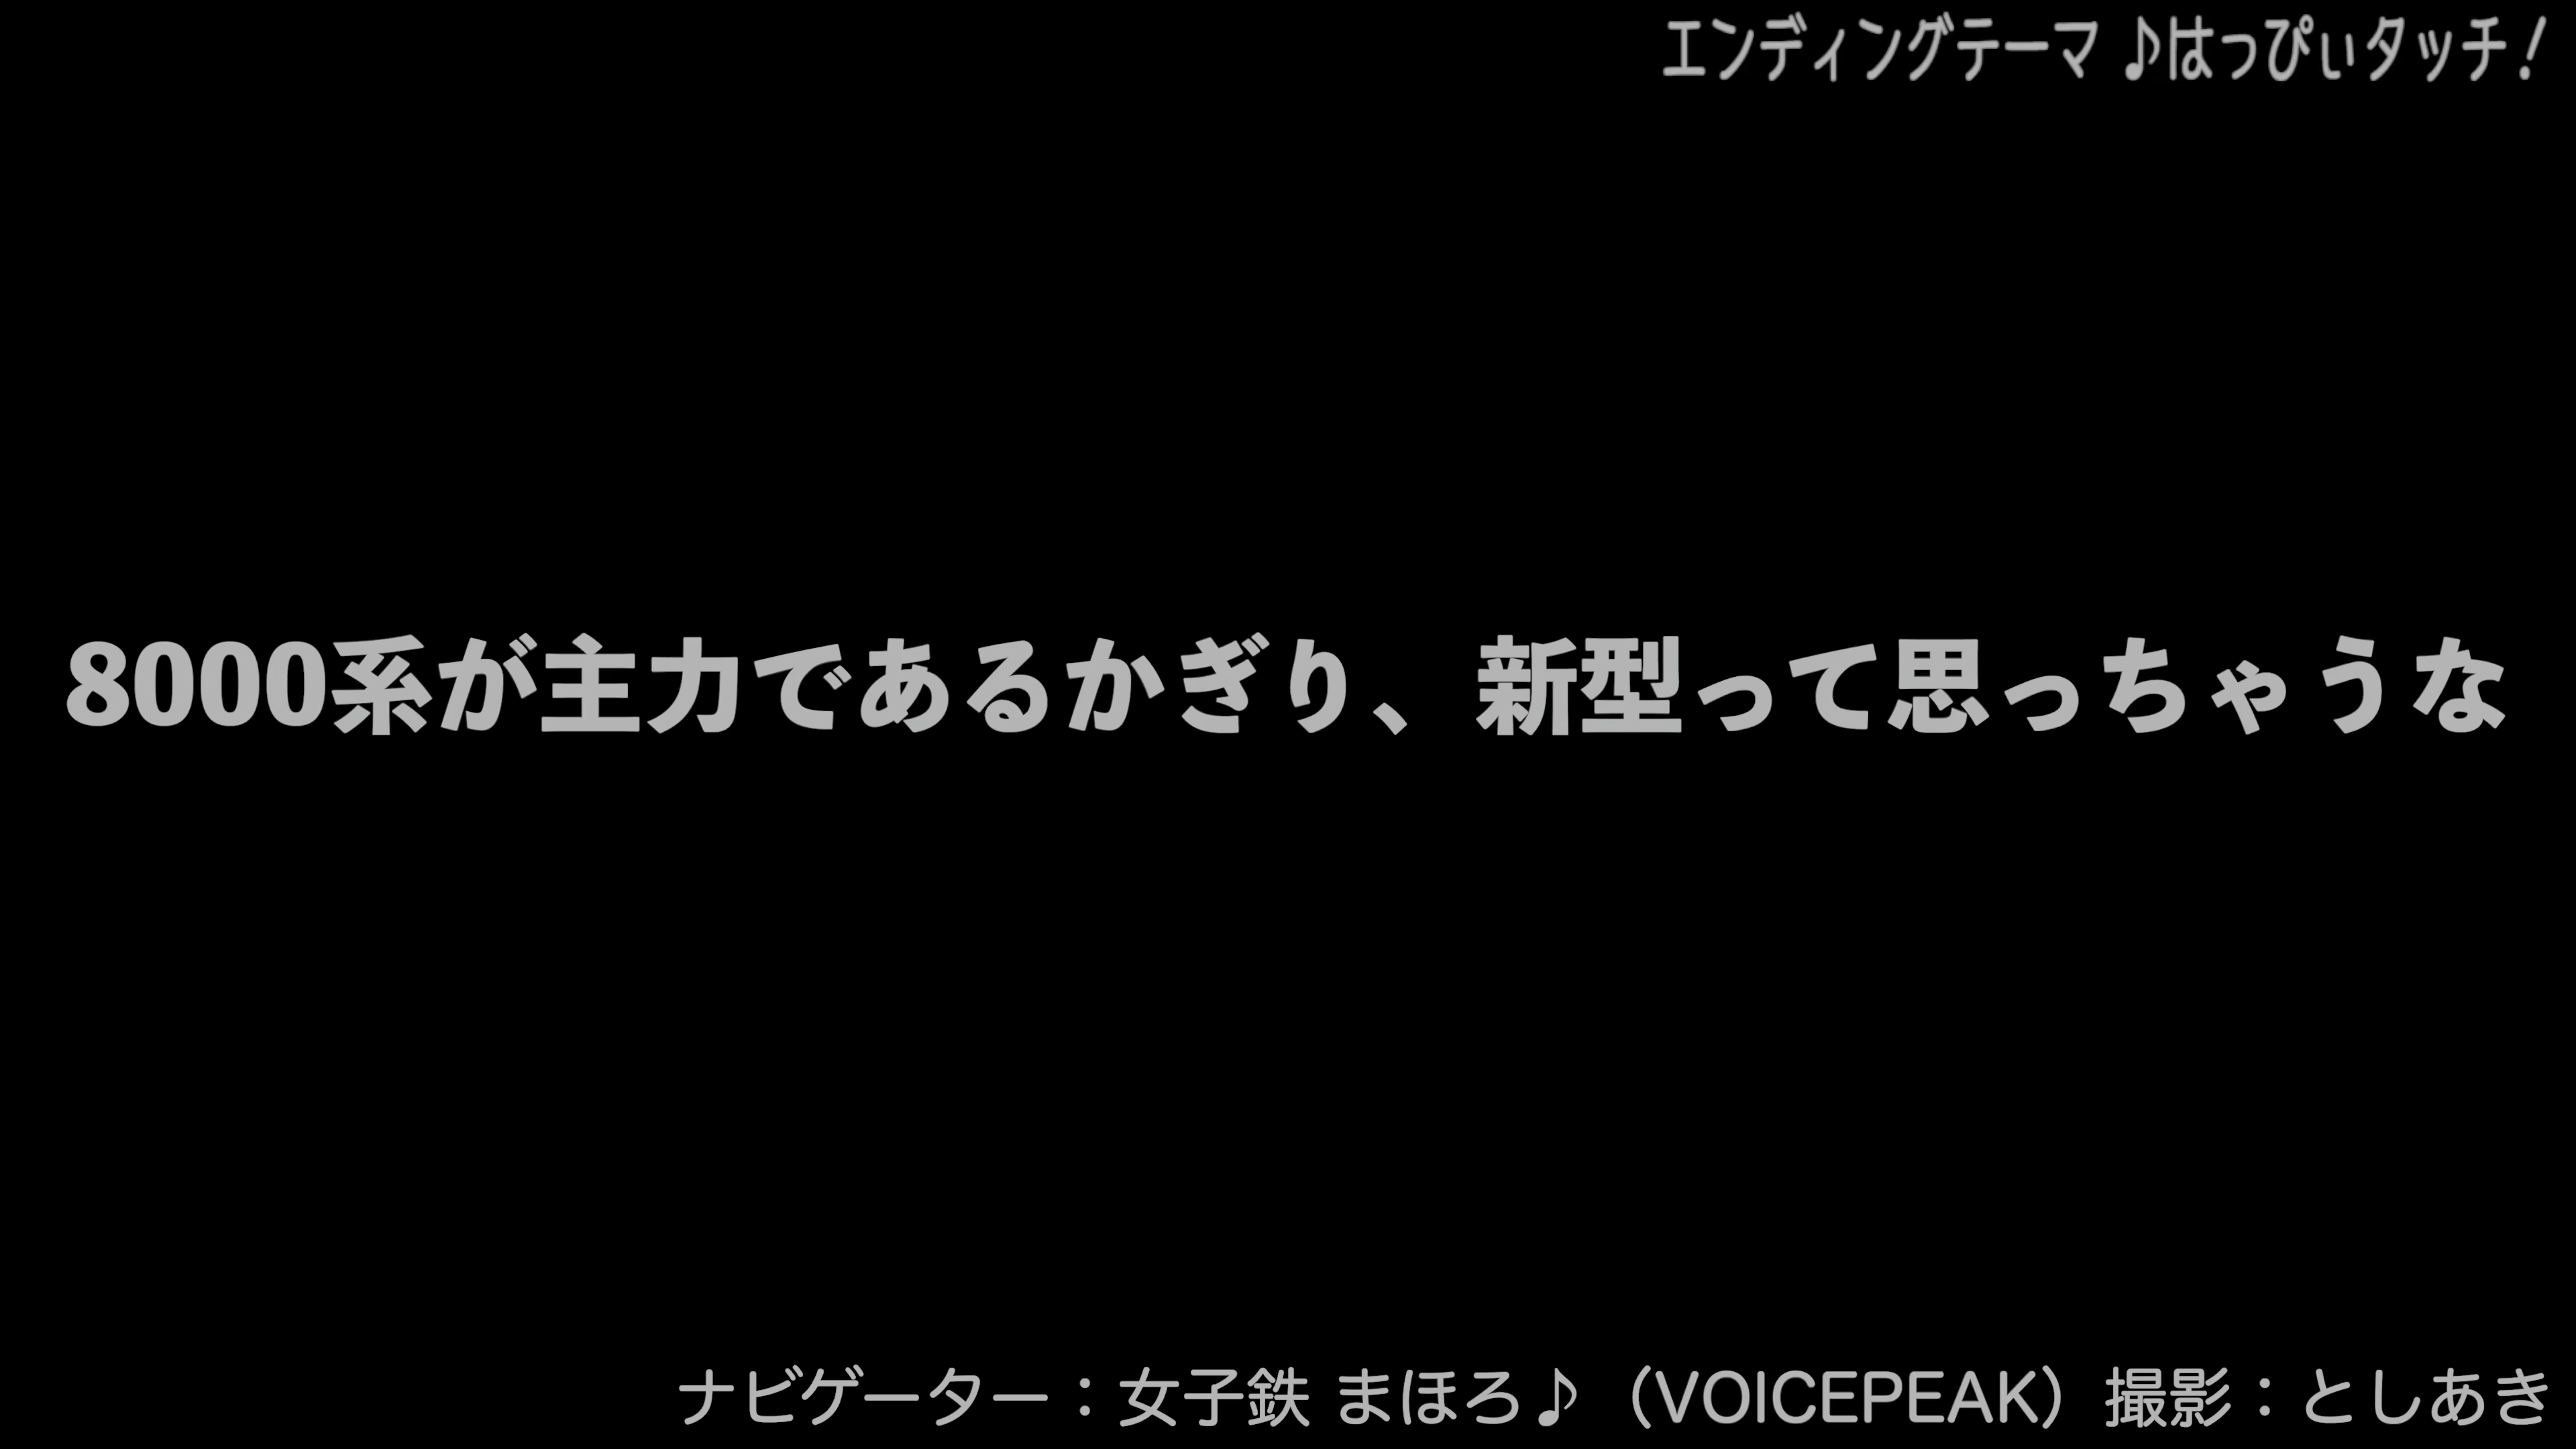 エンディングテーマ ♪はっぴぃタッチ!
8000系が主力であるかぎり、新型って思っちゃうな
ナビゲーター：女子鉄 まほろ♪（VOICEPEAK）撮影：としあき